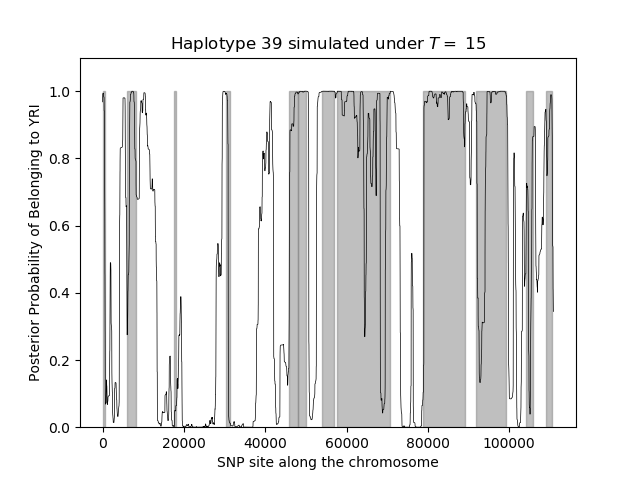 Haplotype 39 simulated under T = 15
Posterior Probability of Belonging to YRI
1.0
0.8
0.6
0.4
0.2
0.0
0 20000 40000 60000 80000 100000
SNP site along the chromosome